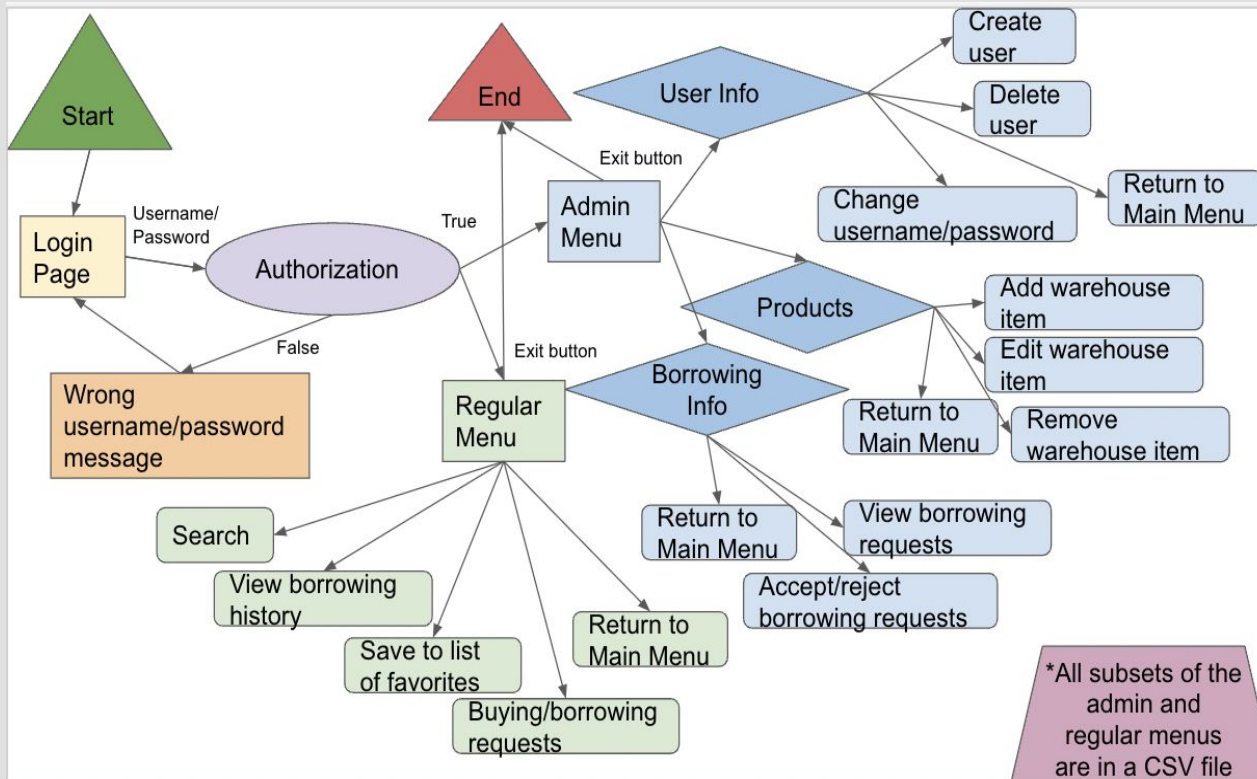 Start
End
User Info
Create
user
Delete
user
Return to
Main Menu
Change
username/password
Exit button
Username/
Password
True
Login
Page
Authorization
Admin
Menu
False
Exit button
Products
Add warehouse
item
Edit warehouse
item
Return to
Main Menu
Remove
warehouse item
Wrong
username/password
message
Regular
Menu
Borrowing
Info
Return to
Main Menu
View borrowing
requests
Accept/reject
borrowing requests
Search
View borrowing
history
Save to list
of favorites
Buying/borrowing
requests
Return to
Main Menu
*All subsets of the
admin and
regular menus
are in a CSV file